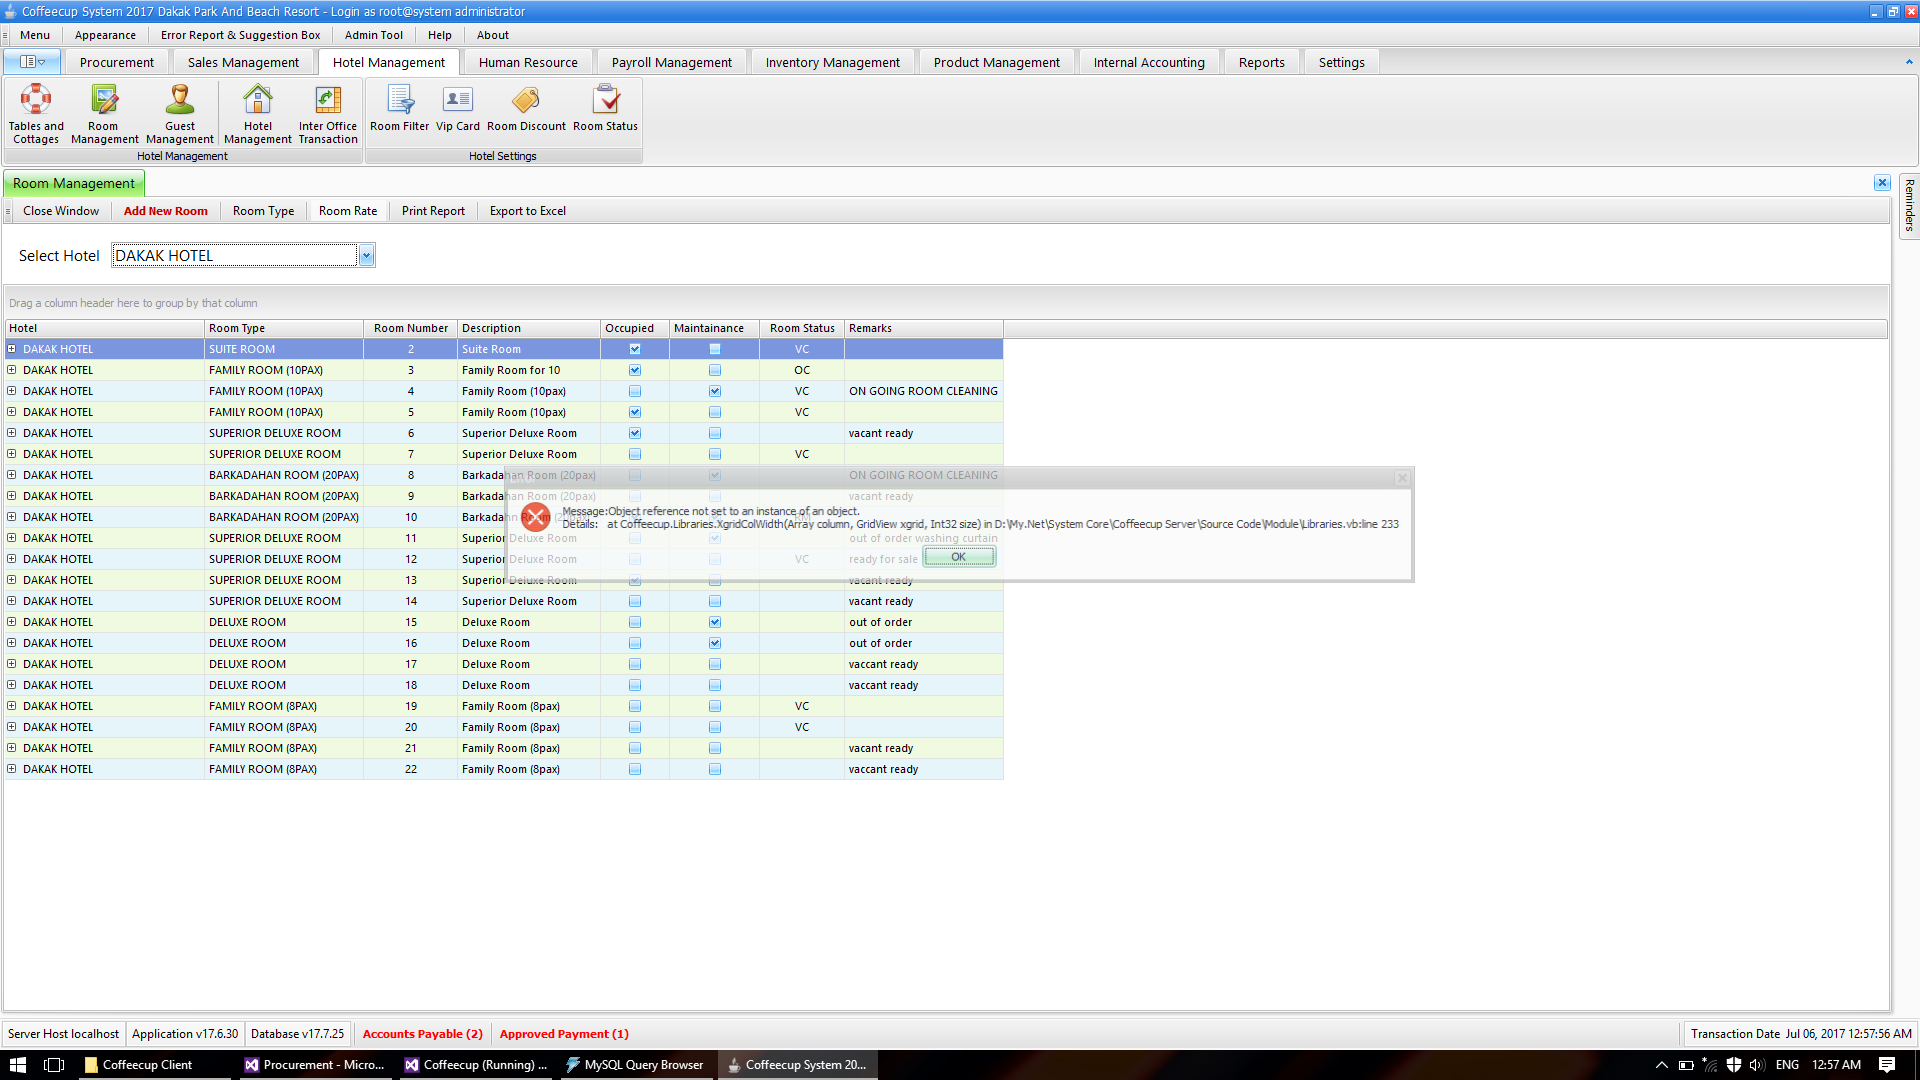 Coffeecup System 2017 Dakak Park And Beach Resort - Login as root@system administrator
Menu Appearance Error Report & Suggestion Box Admin Tool Help About
Procurement Sales Management Hotel Management Human Resource Payroll Management Inventory Management Product Management Internal Accounting Reports Settings
Tables and Cottages Room Management Guest Management Hotel Management Inter Office Transaction Room Filter Vip Card Room Discount Room Status
Hotel Management Hotel Settings
Room Management
Reminders
Close Window Add New Room Room Type Room Rate Print Report Export to Excel
Select Hotel DAKAK HOTEL
Drag a column header here to group by that column
Hotel Room Type Room Number Description Occupied Maintainance Room Status Remarks
DAKAK HOTEL SUITE ROOM 2 Suite Room VC
DAKAK HOTEL FAMILY ROOM (10PAX) 3 Family Room for 10 OC
DAKAK HOTEL FAMILY ROOM (10PAX) 4 Family Room (10pax) VC ON GOING ROOM CLEANING
DAKAK HOTEL FAMILY ROOM (10PAX) 5 Family Room (10pax) VC
DAKAK HOTEL SUPERIOR DELUXE ROOM 6 Superior Deluxe Room vacant ready
DAKAK HOTEL SUPERIOR DELUXE ROOM 7 Superior Deluxe Room VC
DAKAK HOTEL BARKADAHAN ROOM (20PAX) 8 Barkadahan Room (20pax) ON GOING ROOM CLEANING
DAKAK HOTEL BARKADAHAN ROOM (20PAX) 9 Barkadahan Room (20pax) vacant ready
DAKAK HOTEL BARKADAHAN ROOM (20PAX) 10 Barkadahan Room (20pax)
Message:Object reference not set to an instance of an object.
Details: at Coffeecup.Libraries.XgridColWidth(Array column, GridView xgrid, Int32 size) in D:\My.Net\System Core\Coffeecup Server\Source Code\Module\Libraries.vb:line 233
OK
DAKAK HOTEL SUPERIOR DELUXE ROOM 11 Superior Deluxe Room out of order washing curtain
DAKAK HOTEL SUPERIOR DELUXE ROOM 12 Superior Deluxe Room VC ready for sale
DAKAK HOTEL SUPERIOR DELUXE ROOM 13 Superior Deluxe Room vacant ready
DAKAK HOTEL SUPERIOR DELUXE ROOM 14 Superior Deluxe Room vacant ready
DAKAK HOTEL DELUXE ROOM 15 Deluxe Room out of order
DAKAK HOTEL DELUXE ROOM 16 Deluxe Room out of order
DAKAK HOTEL DELUXE ROOM 17 Deluxe Room vaccant ready
DAKAK HOTEL DELUXE ROOM 18 Deluxe Room vaccant ready
DAKAK HOTEL FAMILY ROOM (8PAX) 19 Family Room (8pax) VC
DAKAK HOTEL FAMILY ROOM (8PAX) 20 Family Room (8pax) VC
DAKAK HOTEL FAMILY ROOM (8PAX) 21 Family Room (8pax) vacant ready
DAKAK HOTEL FAMILY ROOM (8PAX) 22 Family Room (8pax) vaccant ready
Server Host localhost Application v17.6.30 Database v17.7.25 Accounts Payable (2) Approved Payment (1) Transaction Date Jul 06, 2017 12:57:56 AM
Coffeecup Client Procurement - Micro... Coffeecup (Running) ... MySQL Query Browser Coffeecup System 20... ENG 12:57 AM